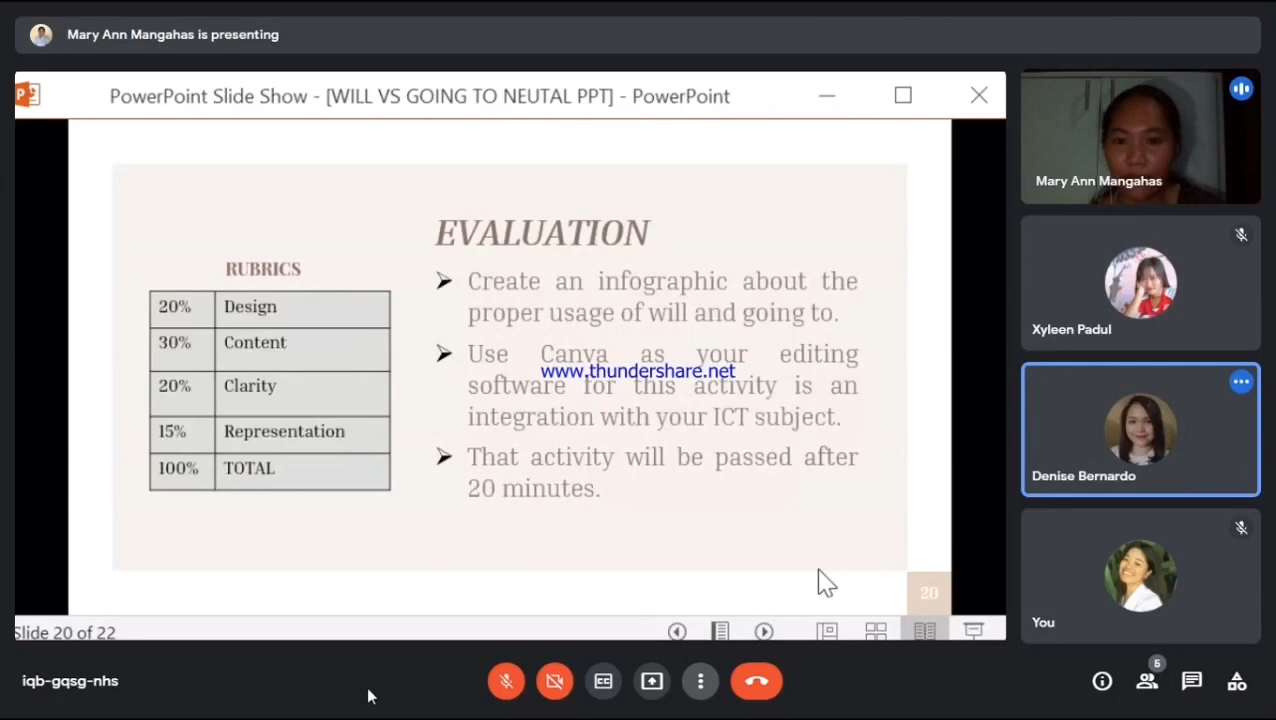 Mary Ann Mangahas is presenting
PowerPoint Slide Show - [WILL VS GOING TO NEUTAL PPT] - PowerPoint
EVALUATION
RUBRICS
20% Design
30% Content
20% Clarity
15% Representation
100% TOTAL
➤ Create an infographic about the
proper usage of will and going to.
➤ Use Canva as your editing
software for this activity is an
integration with your ICT subject.
➤ That activity will be passed after
20 minutes.
www.thundershare.net
20
Slide 20 of 22
Mary Ann Mangahas
Xyleen Padul
Denise Bernardo
You
iqb-gqsg-nhs
CC
5